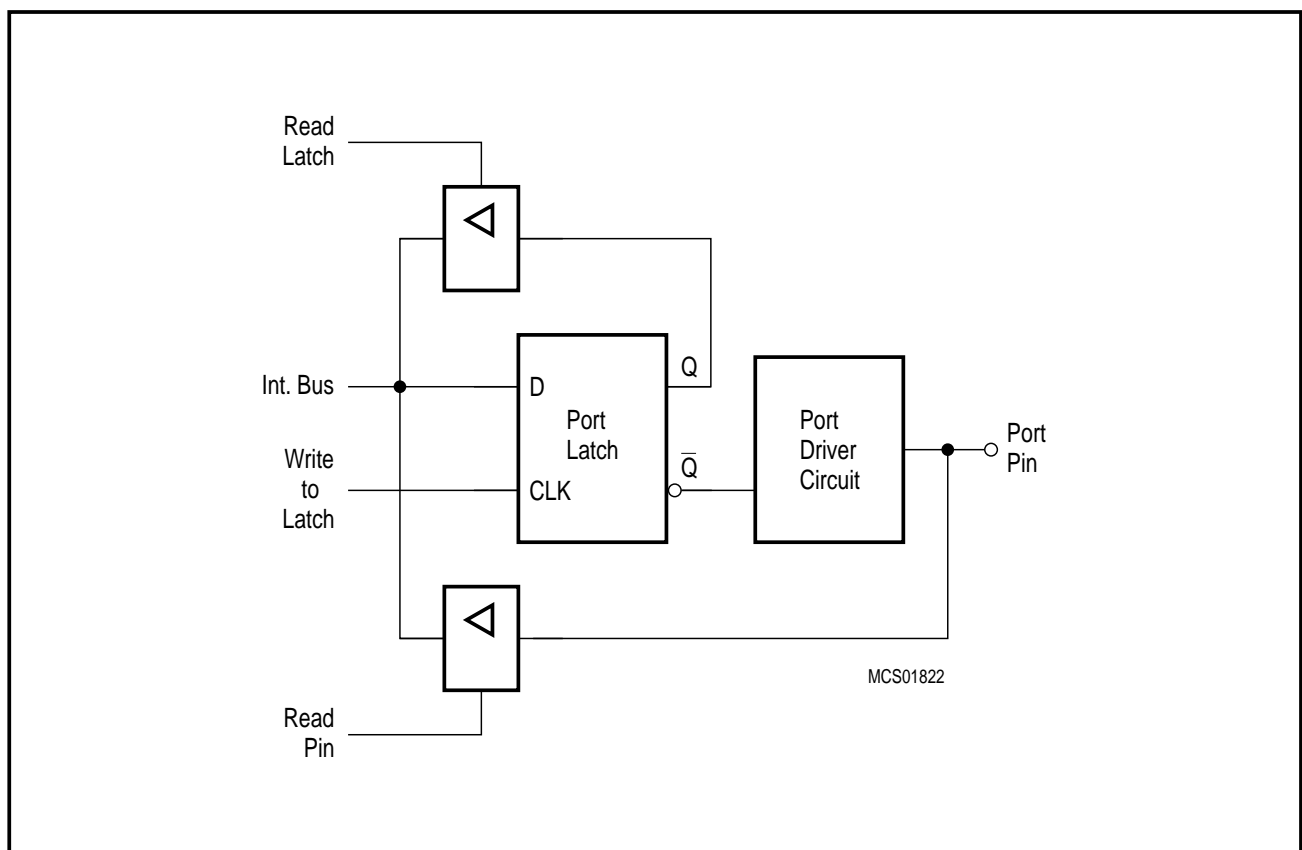 Read
Latch
Int. Bus
D
Q
Port
Latch
Port
Driver
Circuit
Port
Pin
Write
to
Latch
CLK
Q̅
Read
Pin
MCS01822